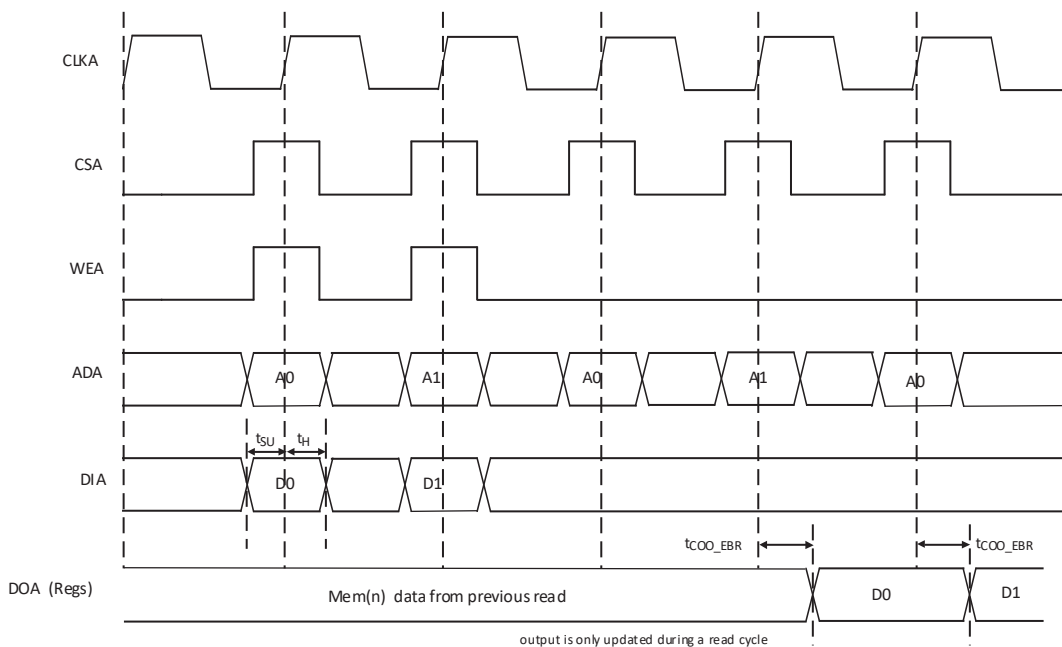 CLKA
CSA
WEA
ADA
A0
A1
A0
A1
A0
tSU
tH
DIA
D0
D1
tCOO_EBR
tCOO_EBR
DOA (Regs)
Mem(n) data from previous read
D0
D1
output is only updated during a read cycle